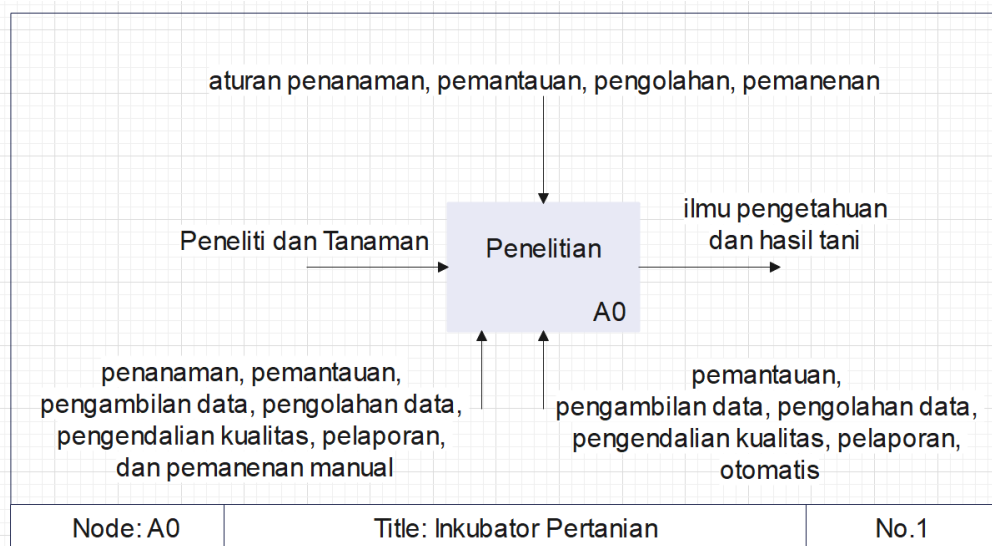 aturan penanaman, pemantauan, pengolahan, pemanenan
Peneliti dan Tanaman
Penelitian
A0
ilmu pengetahuan
dan hasil tani
penanaman, pemantauan,
pengambilan data, pengolahan data,
pengendalian kualitas, pelaporan,
dan pemanenan manual
pemantauan,
pengambilan data, pengolahan data,
pengendalian kualitas, pelaporan,
otomatis
Node: A0
Title: Inkubator Pertanian
No.1